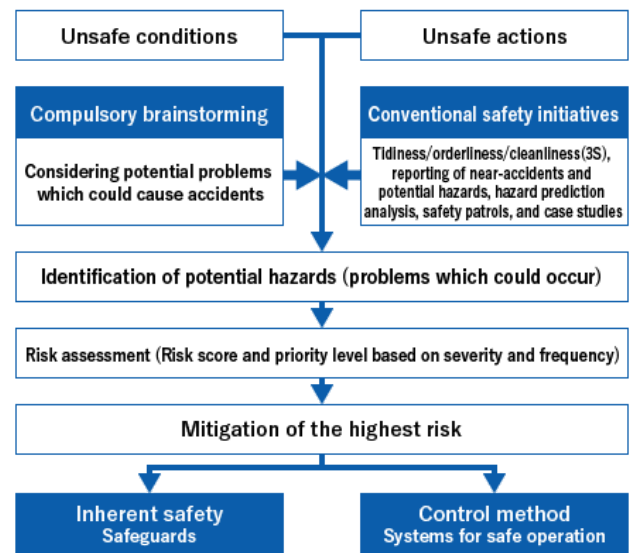 Unsafe conditions
Unsafe actions
Compulsory brainstorming
Considering potential problems
which could cause accidents
Conventional safety initiatives
Tidiness/orderliness/cleanliness(3S),
reporting of near-accidents and
potential hazards, hazard prediction
analysis, safety patrols, and case studies
Identification of potential hazards (problems which could occur)
Risk assessment (Risk score and priority level based on severity and frequency)
Mitigation of the highest risk
Inherent safety
Safeguards
Control method
Systems for safe operation